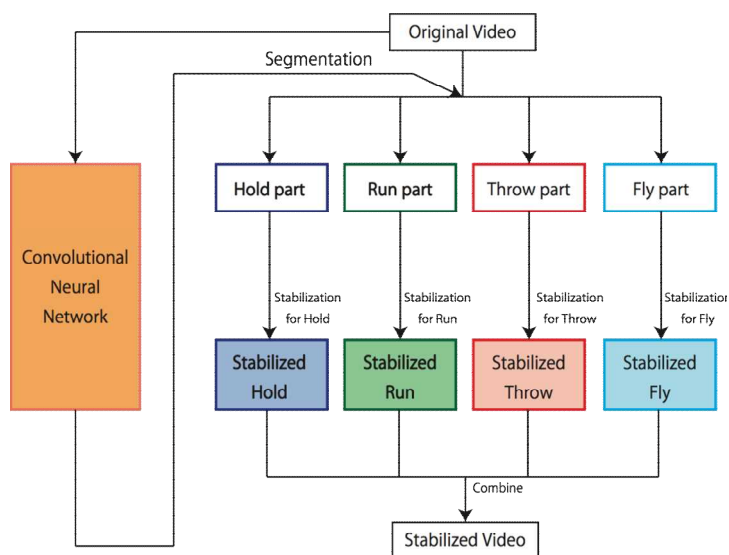 Original Video
Segmentation
Hold part
Run part
Throw part
Fly part
Convolutional
Neural
Network
Stabilization
for Hold
Stabilization
for Run
Stabilization
for Throw
Stabilization
for Fly
Stabilized
Hold
Stabilized
Run
Stabilized
Throw
Stabilized
Fly
Combine
Stabilized Video